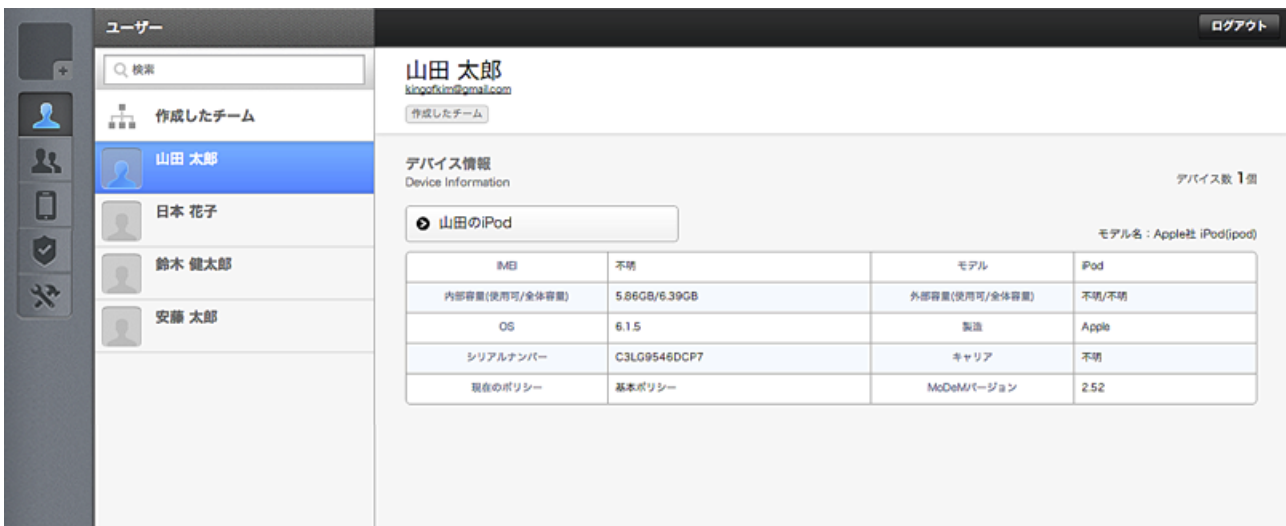 ユーザー
ログアウト
検索
作成したチーム
山田 太郎
日本 花子
鈴木 健太郎
安藤 太郎
山田 太郎
kingofkim@gmail.com
作成したチーム
デバイス情報
Device Information
デバイス数 1個
山田のiPod
モデル名：Apple社 iPod(ipod)
IMEI 不明 モデル iPod
内部容量(使用可/全体容量) 5.86GB/6.39GB 外部容量(使用可/全体容量) 不明/不明
OS 6.1.5 製造 Apple
シリアルナンバー C3LG9546DCP7 キャリア 不明
現在のポリシー 基本ポリシー MoDeMバージョン 2.52